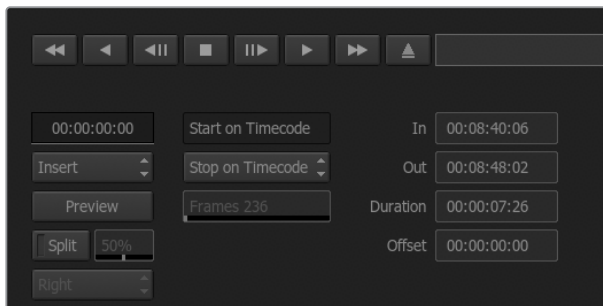 00:00:00:00 Start on Timecode In 00:08:40:06
Insert Stop on Timecode Out 00:08:48:02
Preview Frames 236 Duration 00:00:07:26
Split 50% Offset 00:00:00:00
Right